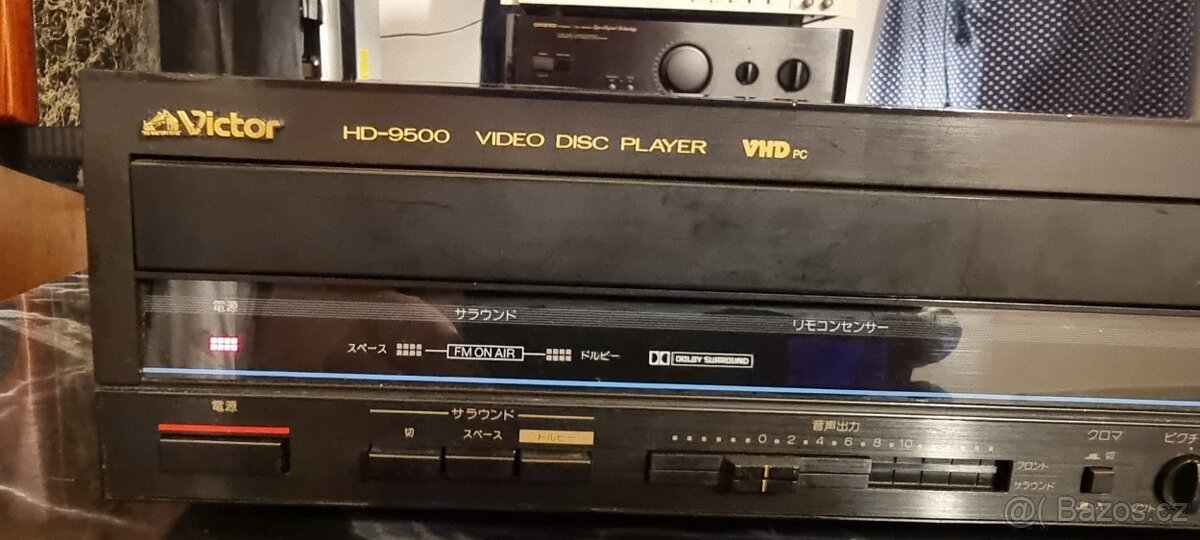 ONKYO
Victor HD-9500 VIDEO DISC PLAYER VHD PC
電源 サラウンド リモコンセンサー
スペース FM ON AIR ドルビー DOLBY SURROUND
電源 サラウンド 音声出力 クロマ ピクチ
切 スペース ドルビー 0 2 4 6 8 10 切
フロント
サラウンド
@( Bazos.cz